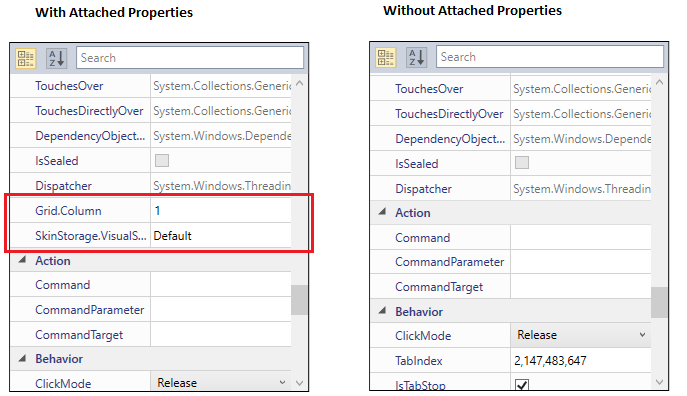 With Attached Properties
Search
TouchesOver System.Collections.Generic
TouchesDirectlyOver System.Collections.Generic
DependencyObject... System.Windows.Depende
IsSealed
Dispatcher System.Windows.Threadin
Grid.Column 1
SkinStorage.VisualS... Default
Action
Command
CommandParameter
CommandTarget
Behavior
ClickMode Release
Without Attached Properties
Search
TouchesOver System.Collections.Generic
TouchesDirectlyOver System.Collections.Generic
DependencyObject... System.Windows.Depende
IsSealed
Dispatcher System.Windows.Threadin
Action
Command
CommandParameter
CommandTarget
Behavior
ClickMode Release
TabIndex 2,147,483,647
IsTabStop